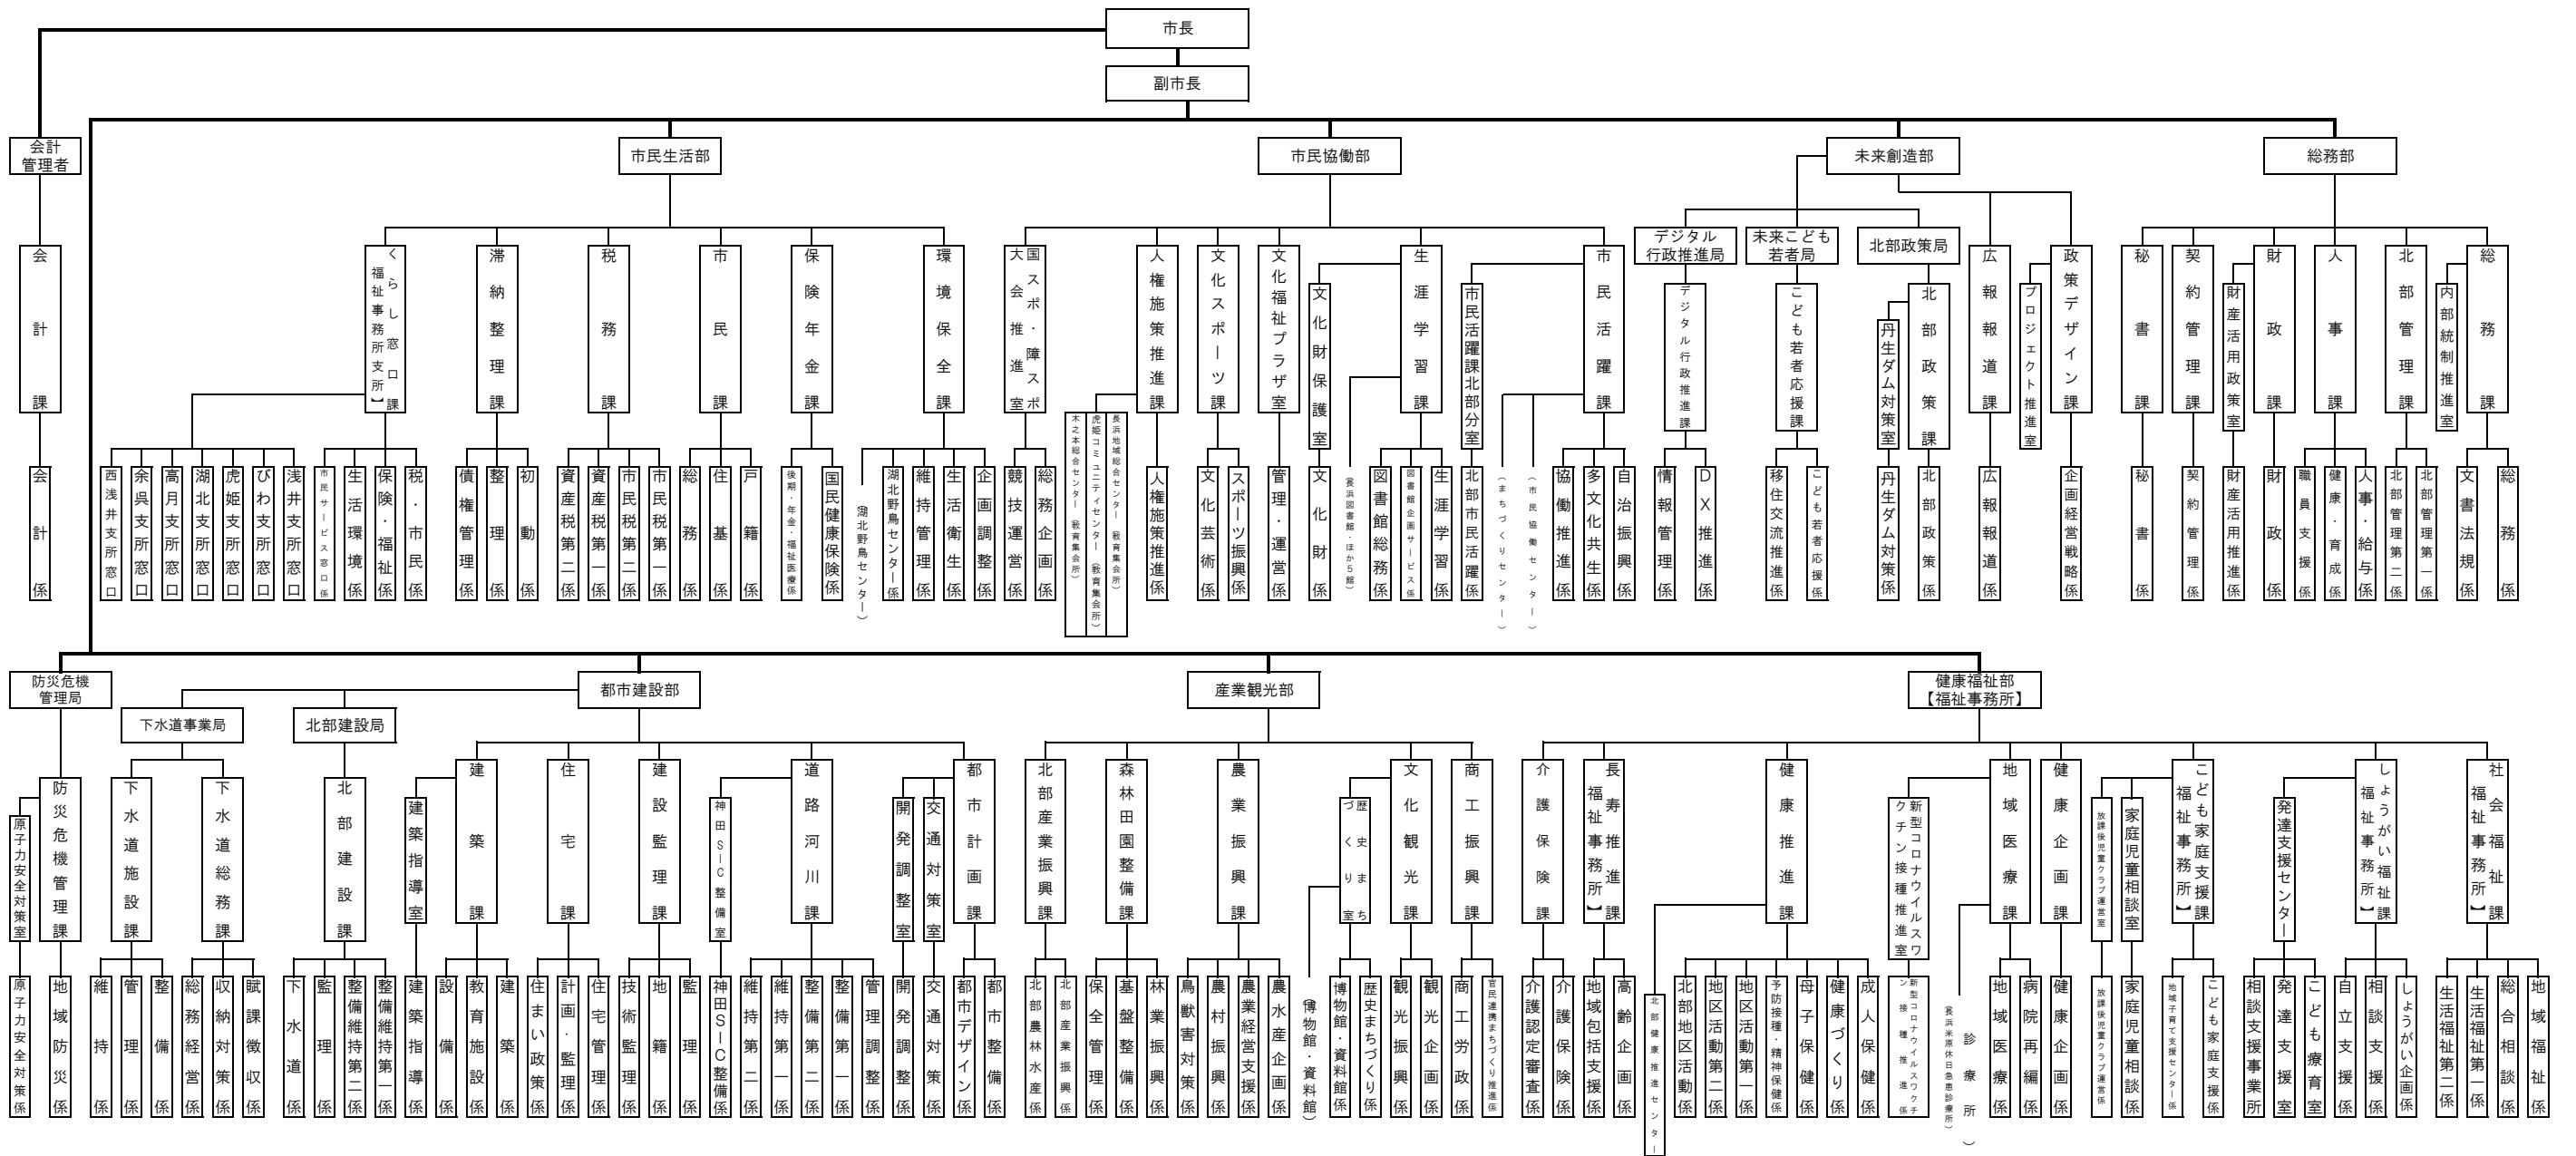 市長
副市長
会計
管理者
市民生活部
市民協働部
未来創造部
総務部
デジタル
行政推進局
未来こども
若者局
北部政策局
会計課
くらし窓口課
福祉事務所支所】
滞納整理課
税務課
市民課
保険年金課
環境保全課
国スポ・障スポ
大会推進室
人権施策推進課
文化スポーツ課
文化福祉プラザ室
文化財保護室
生涯学習課
市民活躍課北部分室
市民活躍課
デジタル行政推進課
こども若者応援課
丹生ダム対策室
北部政策課
広報報道課
プロジェクト推進室
政策デザイン課
秘書課
契約管理課
財産活用政策室
財政課
人事課
北部管理課
内部統制推進室
総務課
会計係
西浅井支所窓口
余呉支所窓口
高月支所窓口
湖北支所窓口
虎姫支所窓口
びわ支所窓口
浅井支所窓口
市民サービス窓口係
生活環境係
保険・福祉係
税・市民係
債権管理係
整理係
初動係
資産税第二係
資産税第一係
市民税第二係
市民税第一係
総務係
住基係
戸籍係
後期・年金・福祉医療係
国民健康保険係
（湖北野鳥センター）
湖北野鳥センター係
維持管理係
生活衛生係
企画調整係
競技運営係
総務企画係
木之本総合センター（教育集会所）
虎姫コミュニティセンター（教育集会所）
長浜地域総合センター（教育集会所）
人権施策推進係
文化芸術係
スポーツ振興係
管理・運営係
文化財係
（長浜図書館・ほか５館）
図書館総務係
図書館企画サービス係
生涯学習係
北部市民活躍係
（まちづくりセンター）
（市民協働センター）
協働推進係
多文化共生係
自治振興係
情報管理係
ＤＸ推進係
移住交流推進係
こども若者応援係
丹生ダム対策係
北部政策係
広報報道係
企画経営戦略係
秘書係
契約管理係
財産活用推進係
財政係
職員支援係
健康・育成係
人事・給与係
北部管理第二係
北部管理第一係
文書法規係
総務係
防災危機
管理局
都市建設部
産業観光部
健康福祉部
【福祉事務所】
下水道事業局
北部建設局
原子力安全対策室
防災危機管理課
下水道施設課
下水道総務課
北部建設課
建築指導室
建築課
住宅課
建設監理課
神田ＳＩＣ整備室
道路河川課
開発調整室
交通対策室
都市計画課
北部産業振興課
森林田園整備課
農業振興課
歴史まち
づくり室
文化観光課
商工振興課
介護保険課
長寿推進課
福祉事務所】
健康推進課
新型コロナウイルスワ
クチン接種推進室
地域医療課
健康企画課
放課後児童クラブ運営室
家庭児童相談室
こども家庭支援課
福祉事務所】
発達支援センター
しょうがい福祉課
福祉事務所】
社会福祉課
福祉事務所】
原子力安全対策係
地域防災係
維持係
管理係
整備係
総務経営係
収納対策係
賦課徴収係
下水道係
監理係
整備維持第二係
整備維持第一係
建築指導係
設備係
教育施設係
建築係
住まい政策係
計画・監理係
住宅管理係
技術監理係
地籍係
監理係
神田ＳＩＣ整備係
維持第二係
維持第一係
整備第二係
整備第一係
管理調整係
開発調整係
交通対策係
都市デザイン係
都市整備係
北部農林水産係
北部産業振興係
保全管理係
基盤整備係
林業振興係
鳥獣害対策係
農村振興係
農業経営支援係
農水産企画係
（博物館・資料館）
博物館・資料館係
歴史まちづくり係
観光振興係
観光企画係
商工労政係
官民連携まちづくり推進係
介護認定審査係
介護保険係
地域包括支援係
高齢企画係
北部健康推進センター
北部地区活動係
地区活動第二係
地区活動第一係
予防接種・精神保健係
母子保健係
健康づくり係
成人保健係
新型コロナウイルスワクチ
ン接種推進係
（長浜米原休日急患診療所）
診療所）
地域医療係
病院再編係
健康企画係
放課後児童クラブ運営係
家庭児童相談係
地域子育て支援センター係
こども家庭支援係
相談支援事業所
発達支援室
こども療育室
自立支援係
相談支援係
しょうがい企画係
生活福祉第二係
生活福祉第一係
総合相談係
地域福祉係